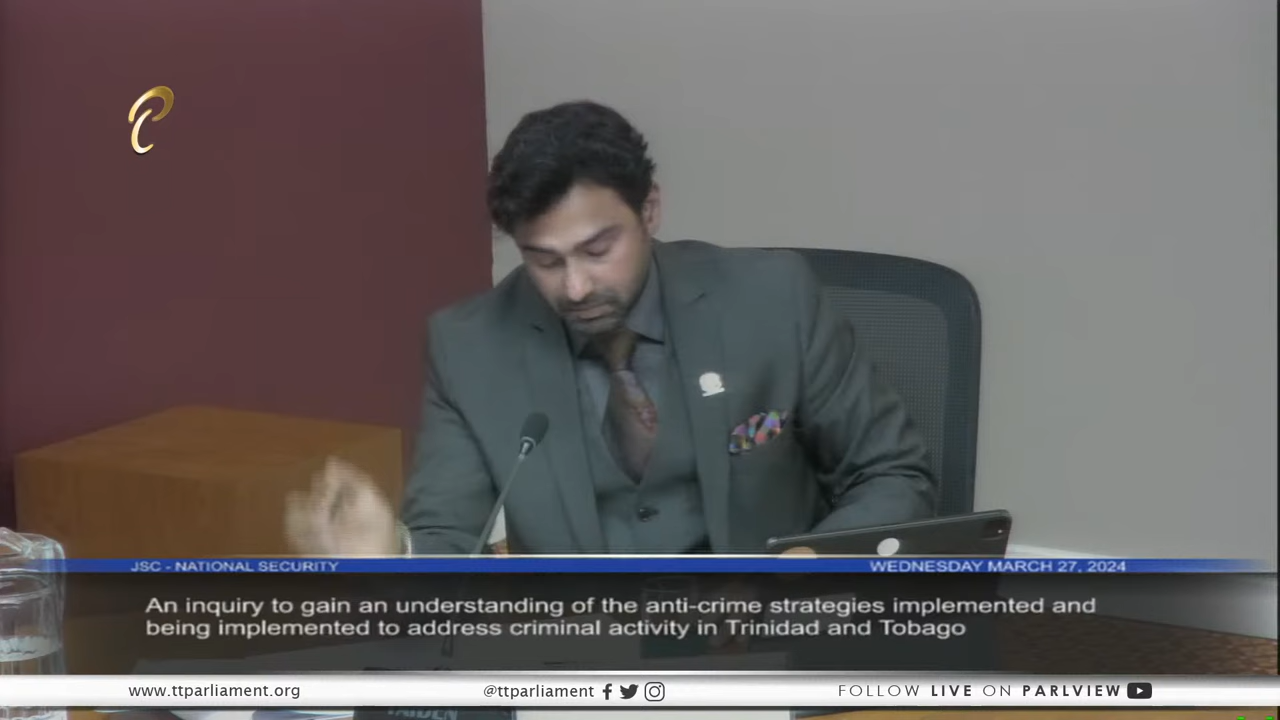 JSC - NATIONAL SECURITY
WEDNESDAY MARCH 27, 2024
An inquiry to gain an understanding of the anti-crime strategies implemented and
being implemented to address criminal activity in Trinidad and Tobago
www.ttparliament.org
@ttparliament
FOLLOW LIVE ON PARLVIEW
TAIDEN